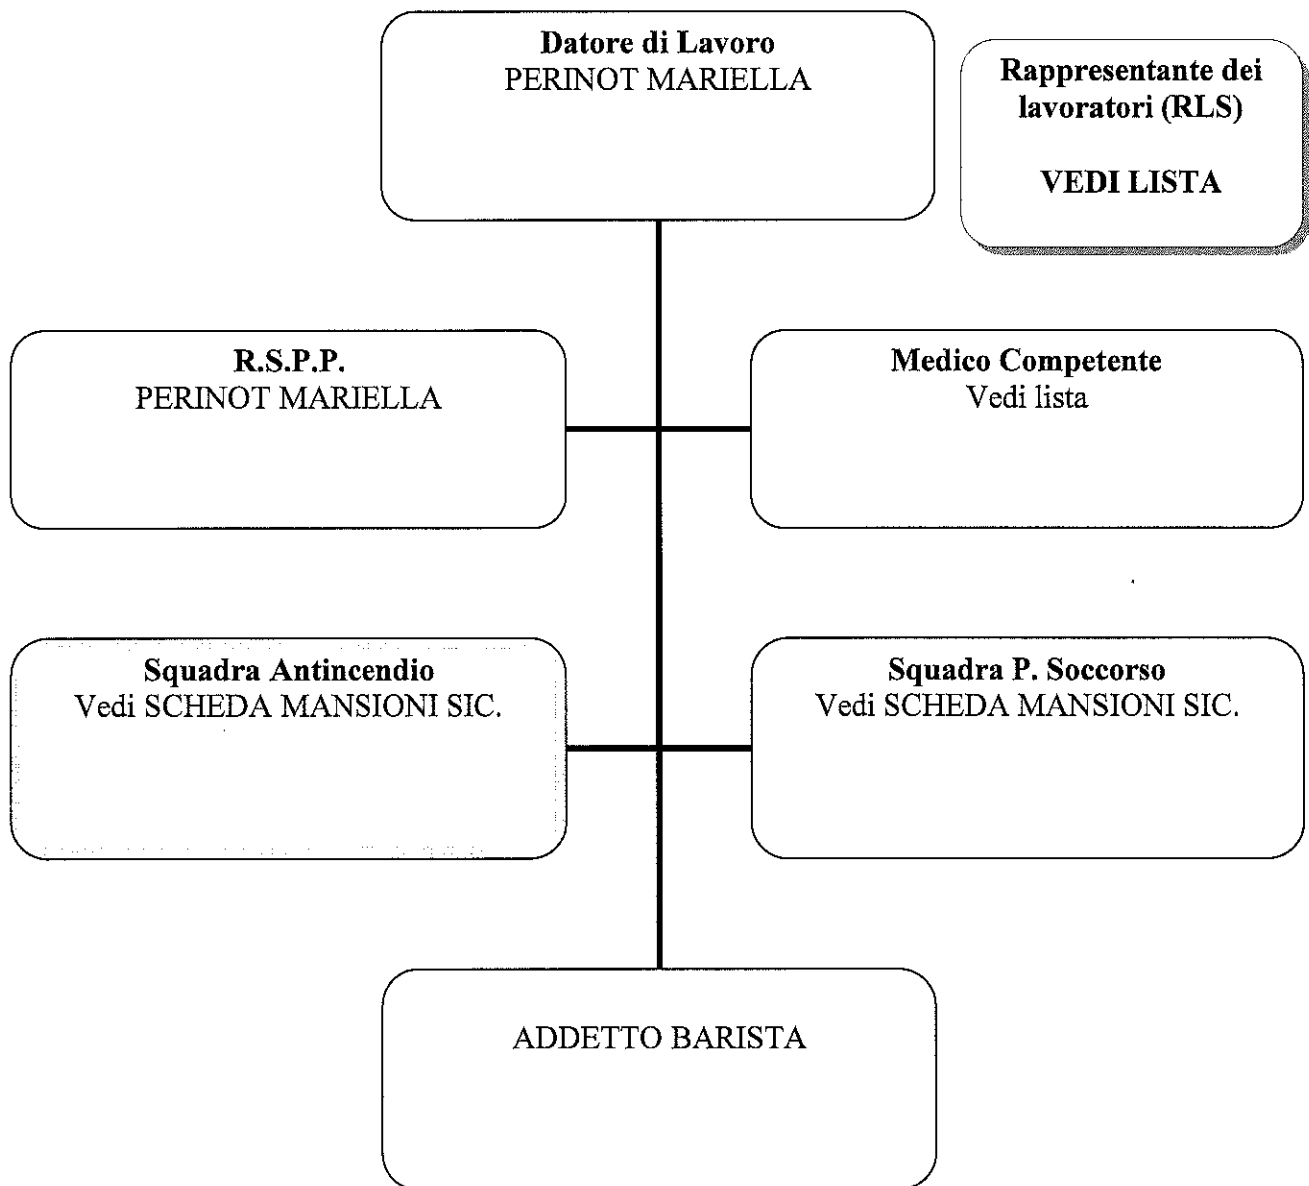 Datore di Lavoro
PERINOT MARIELLA
Rappresentante dei
lavoratori (RLS)
VEDI LISTA
R.S.P.P.
PERINOT MARIELLA
Medico Competente
Vedi lista
Squadra Antincendio
Vedi SCHEDA MANSIONI SIC.
Squadra P. Soccorso
Vedi SCHEDA MANSIONI SIC.
ADDETTO BARISTA